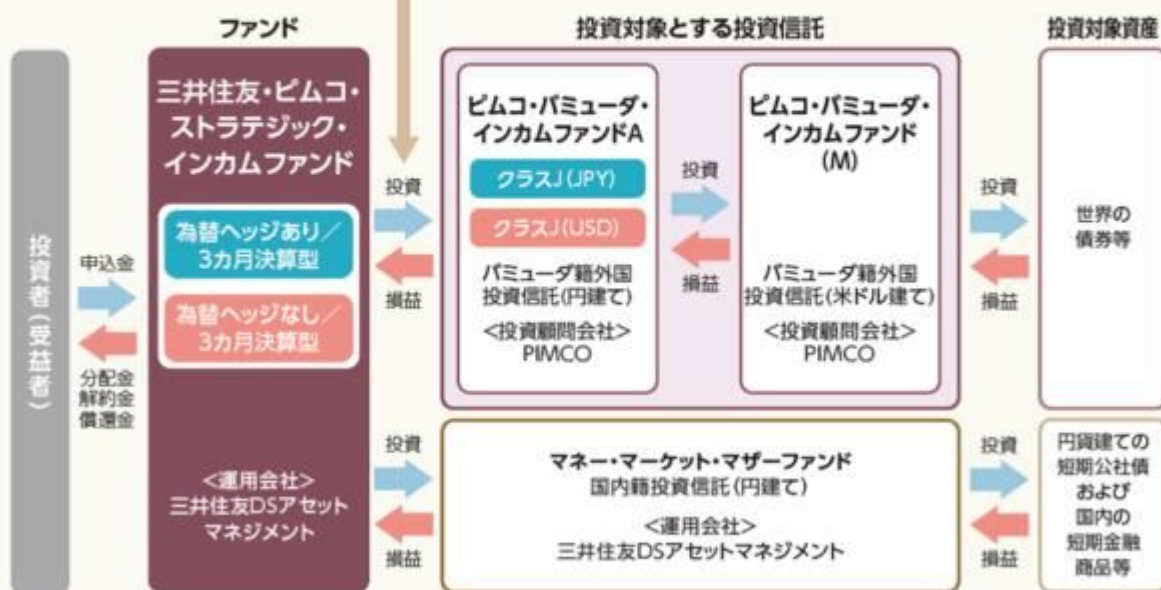 ファンド
投資対象とする投資信託
投資対象資産
投資者(受益者)
申込金
分配金
解約金
償還金
三井住友・ピムコ・
ストラテジック・
インカムファンド
為替ヘッジあり／
3カ月決算型
為替ヘッジなし／
3カ月決算型
<運用会社>
三井住友DSアセット
マネジメント
投資
損益
ピムコ・バミューダ・
インカムファンドA
クラスJ(JPY)
クラスJ(USD)
バミューダ籍外国
投資信託(円建て)
<投資顧問会社>
PIMCO
投資
損益
ピムコ・バミューダ・
インカムファンド
(M)
バミューダ籍外国
投資信託(米ドル建て)
<投資顧問会社>
PIMCO
投資
損益
世界の
債券等
投資
損益
マネー・マーケット・マザーファンド
国内籍投資信託(円建て)
<運用会社>
三井住友DSアセットマネジメント
投資
損益
円貨建ての
短期公社債
および
国内の
短期金融
商品等